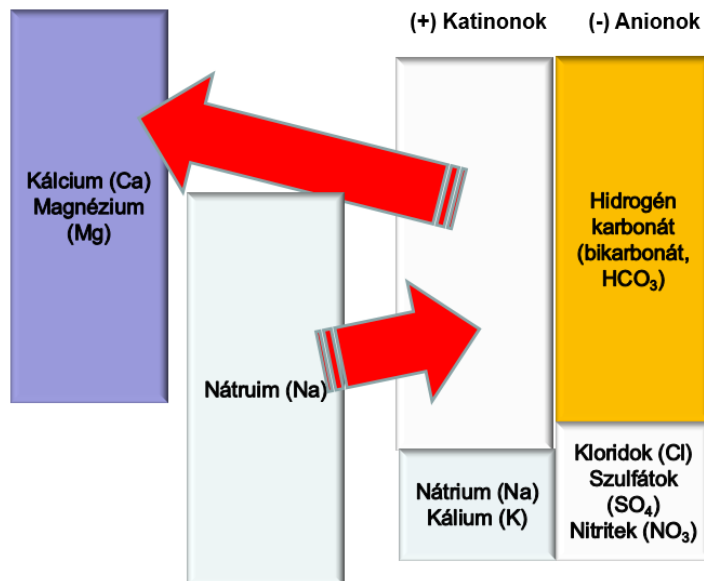 (+) Katinonok
(-) Anionok
Kálcium (Ca)
Magnézium
(Mg)
Hidrogén
karbonát
(bikarbonát,
HCO₃)
Nátruim (Na)
Nátrium (Na)
Kálium (K)
Kloridok (Cl)
Szulfátok
(SO₄)
Nitritek (NO₃)